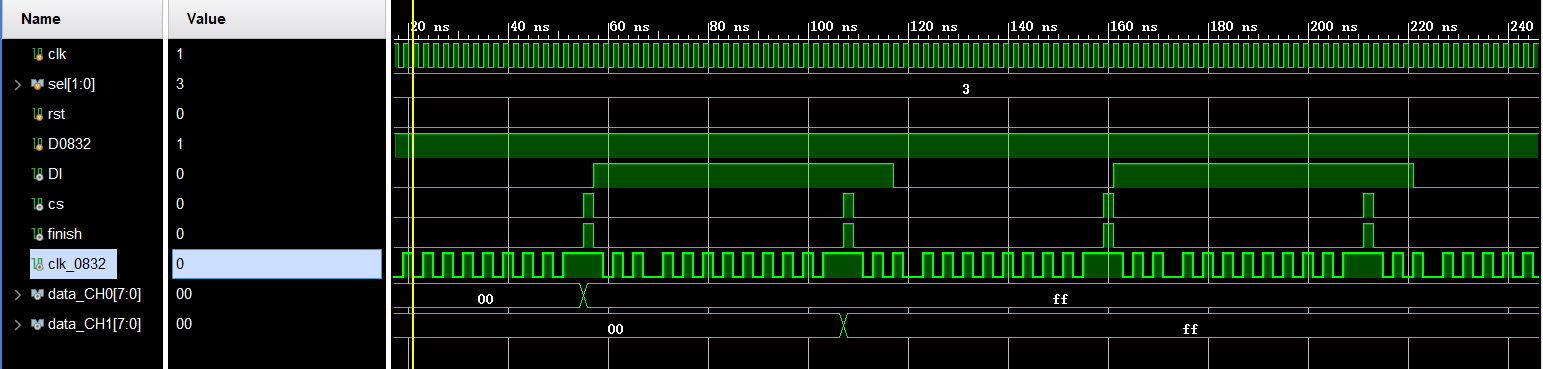 Name Value
20 ns 40 ns 60 ns 80 ns 100 ns 120 ns 140 ns 160 ns 180 ns 200 ns 220 ns 240
clk 1
sel[1:0] 3 3
rst 0
D0832 1
DI 0
cs 0
finish 0
clk_0832 0
data_CH0[7:0] 00 00 ff
data_CH1[7:0] 00 00 ff